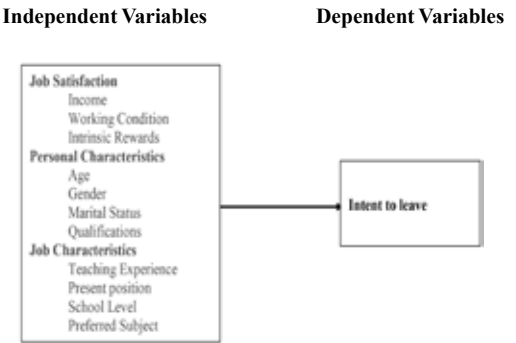 Independent Variables
Dependent Variables
Job Satisfaction
Income
Working Condition
Intrinsic Rewards
Personal Characteristics
Age
Gender
Marital Status
Qualifications
Job Characteristics
Teaching Experience
Present position
School Level
Preferred Subject
Intent to leave